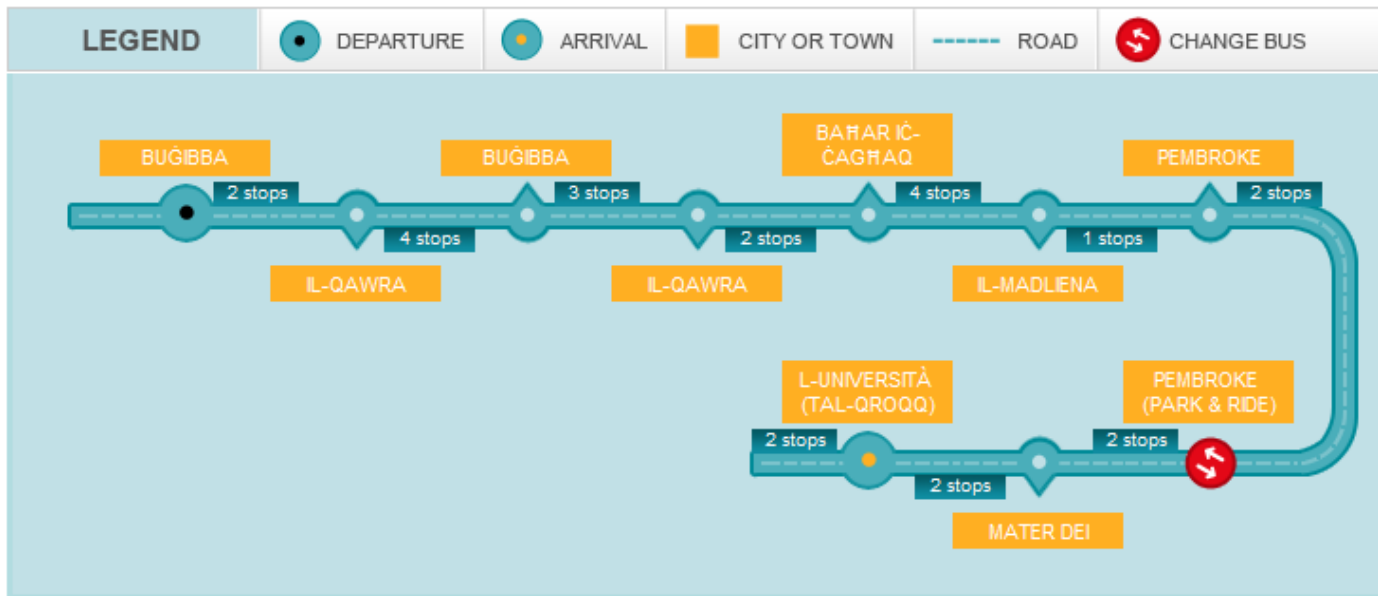 LEGEND
DEPARTURE
ARRIVAL
CITY OR TOWN
ROAD
CHANGE BUS
BUĠIBBA
BUĠIBBA
BAĦAR IĊ-
ĊAGĦAQ
PEMBROKE
2 stops
3 stops
4 stops
2 stops
4 stops
2 stops
1 stops
IL-QAWRA
IL-QAWRA
IL-MADLIENA
L-UNIVERSITÀ
(TAL-QROQQ)
PEMBROKE
(PARK & RIDE)
2 stops
2 stops
2 stops
MATER DEI